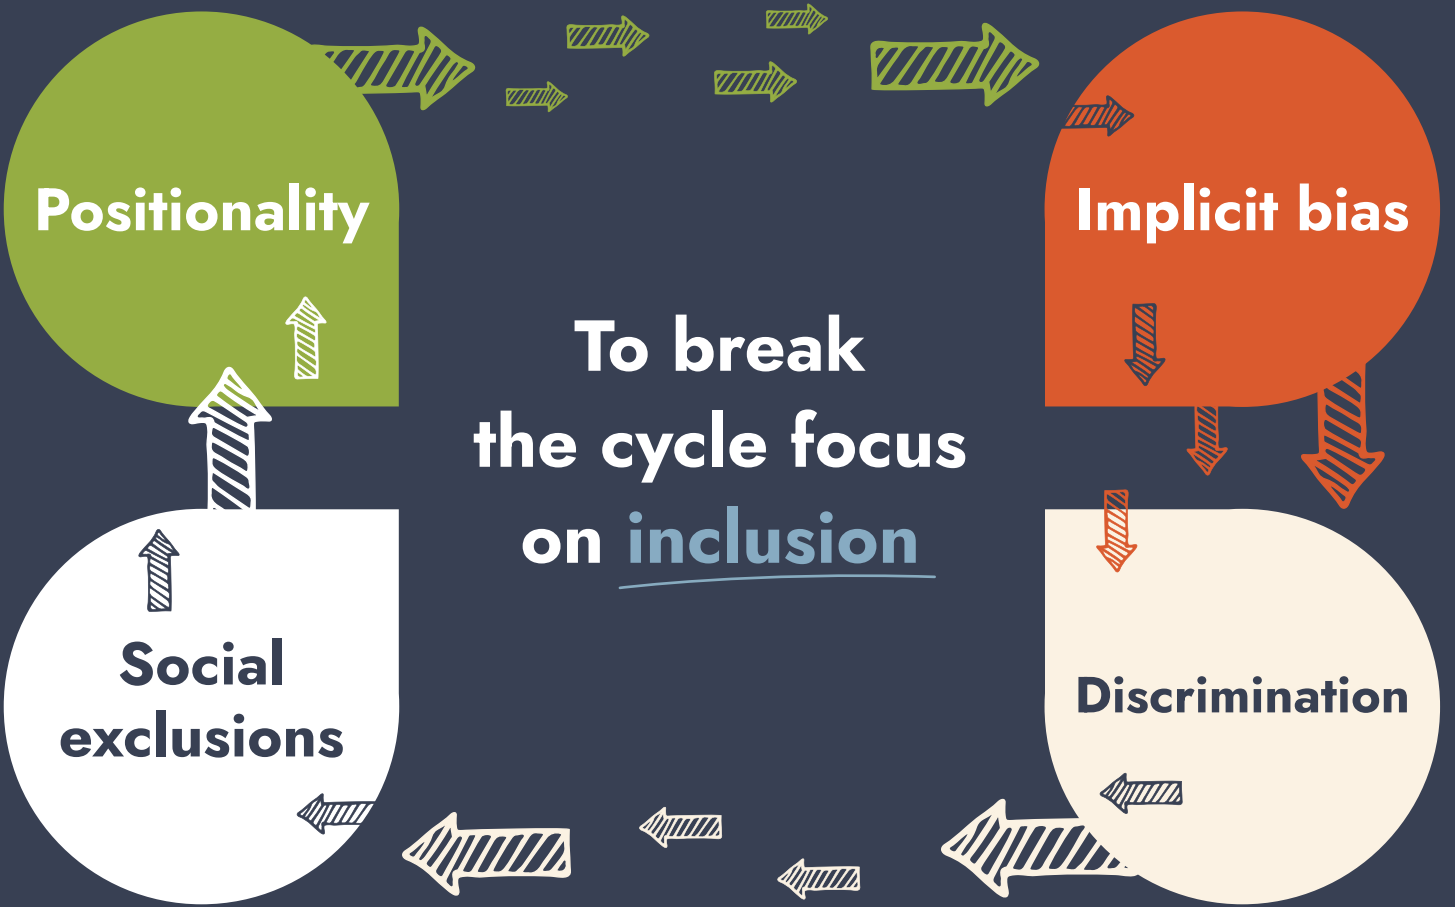 Positionality
Implicit bias
To break
the cycle focus
on inclusion
Social
exclusions
Discrimination